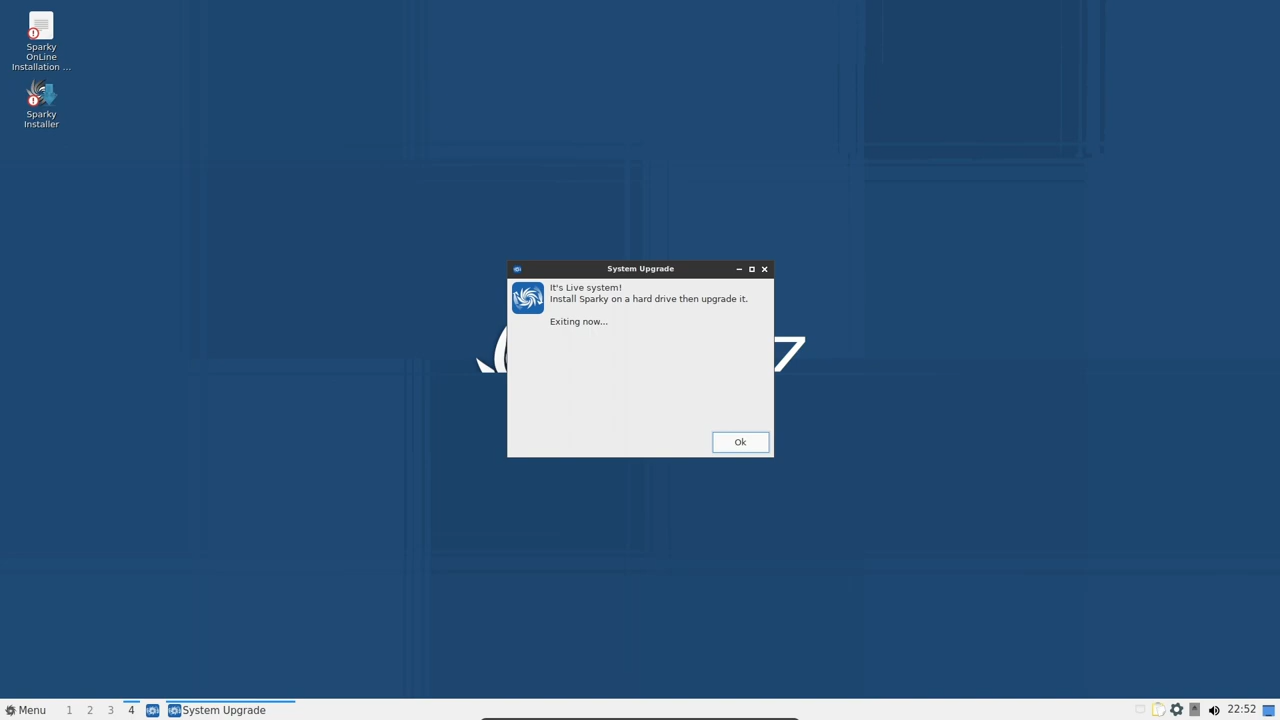 Sparky
OnLine
Installation ...
Sparky
Installer
System Upgrade
It's Live system!
Install Sparky on a hard drive then upgrade it.
Exiting now...
7
Ok
Menu 1 2 3 4 System Upgrade 22:52